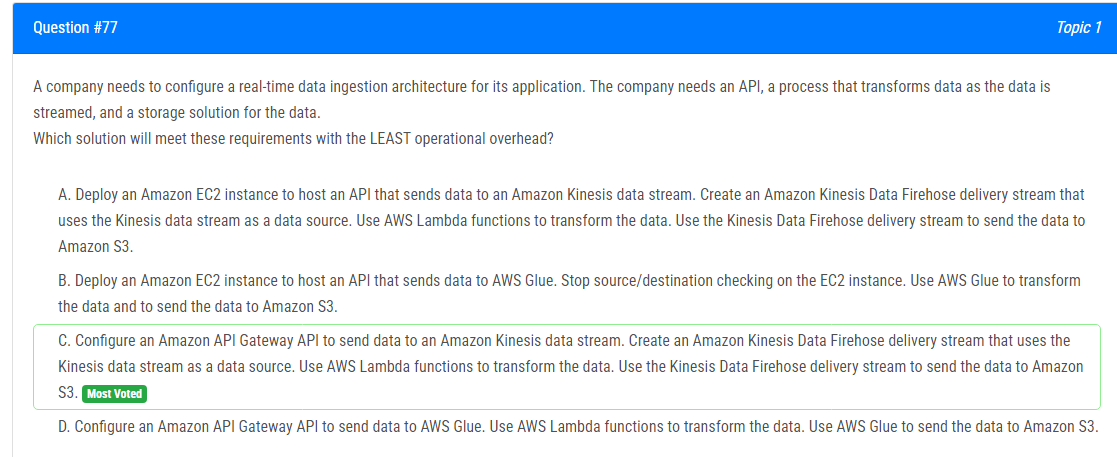 Question #77
Topic 1
A company needs to configure a real-time data ingestion architecture for its application. The company needs an API, a process that transforms data as the data is
streamed, and a storage solution for the data.
Which solution will meet these requirements with the LEAST operational overhead?
A. Deploy an Amazon EC2 instance to host an API that sends data to an Amazon Kinesis data stream. Create an Amazon Kinesis Data Firehose delivery stream that
uses the Kinesis data stream as a data source. Use AWS Lambda functions to transform the data. Use the Kinesis Data Firehose delivery stream to send the data to
Amazon S3.
B. Deploy an Amazon EC2 instance to host an API that sends data to AWS Glue. Stop source/destination checking on the EC2 instance. Use AWS Glue to transform
the data and to send the data to Amazon S3.
C. Configure an Amazon API Gateway API to send data to an Amazon Kinesis data stream. Create an Amazon Kinesis Data Firehose delivery stream that uses the
Kinesis data stream as a data source. Use AWS Lambda functions to transform the data. Use the Kinesis Data Firehose delivery stream to send the data to Amazon
S3. Most Voted
D. Configure an Amazon API Gateway API to send data to AWS Glue. Use AWS Lambda functions to transform the data. Use AWS Glue to send the data to Amazon S3.